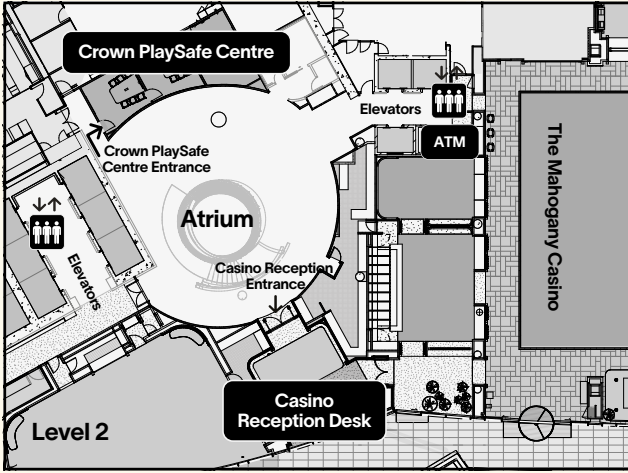 Crown PlaySafe Centre
Elevators
ATM
Crown PlaySafe
Centre Entrance
The Mahogany Casino
Atrium
Elevators
Casino Reception
Entrance
Casino
Reception Desk
Level 2